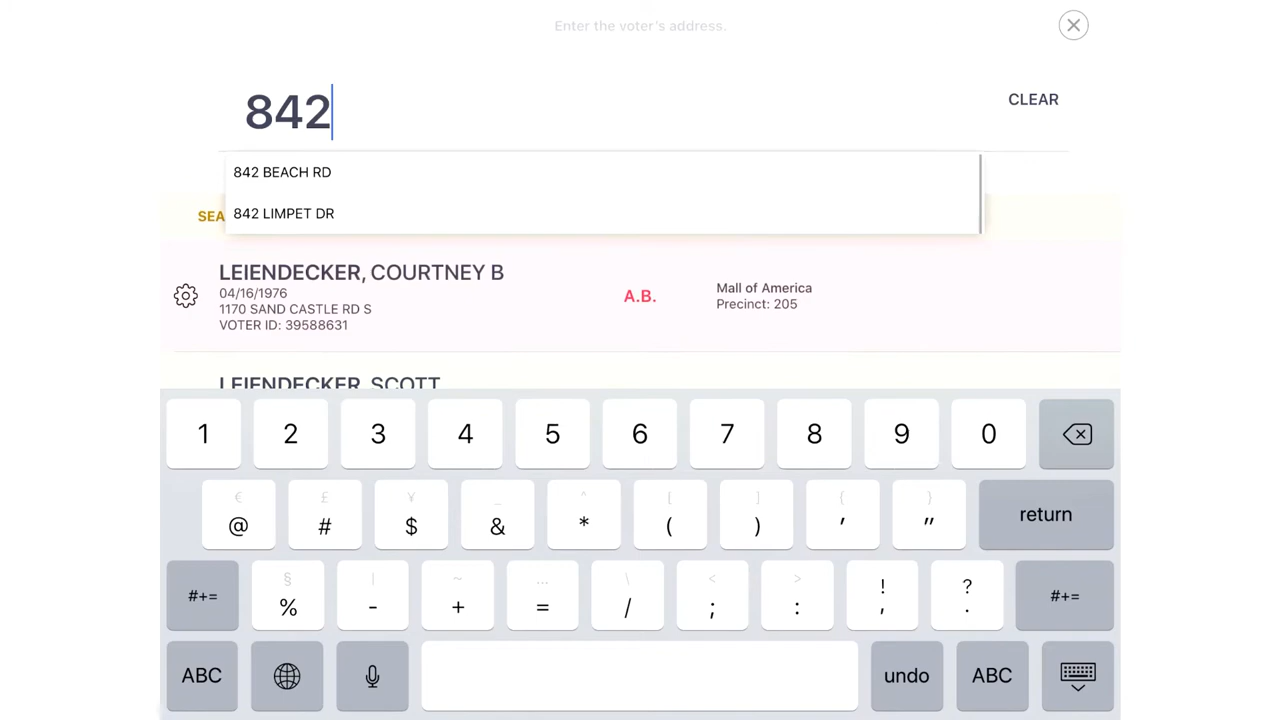 Enter the voter's address.
842
CLEAR
842 BEACH RD
842 LIMPET DR
SEA
LEIENDECKER, COURTNEY B
04/16/1976
1170 SAND CASTLE RD S
VOTER ID: 39588631
A.B.
Mall of America
Precinct: 205
LEIENDECKER, SCOTT
1 2 3 4 5 6 7 8 9 0
€ £ ¥ _ ^ [ ] { }
@ # $ & * ( ) ' " return
§ | ~ … \ < > ! ?
#+= % - + = / ; : , . #+=
ABC undo ABC